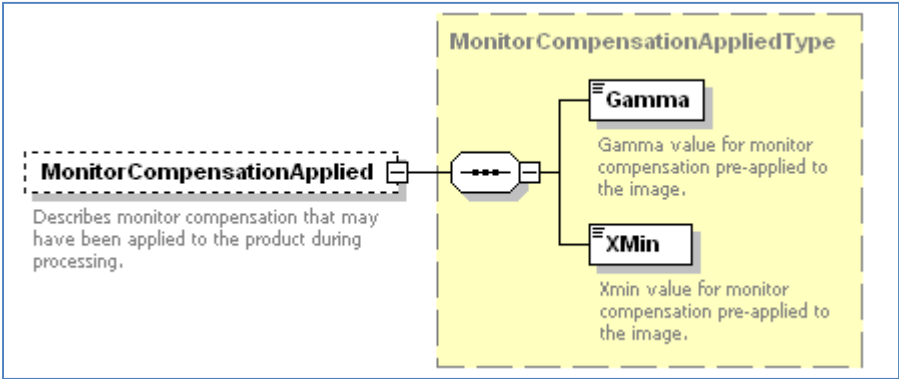 MonitorCompensationAppliedType
Gamma
Gamma value for monitor
compensation pre-applied to
the image.
MonitorCompensationApplied
Describes monitor compensation that may
have been applied to the product during
processing.
XMin
Xmin value for monitor
compensation pre-applied to
the image.